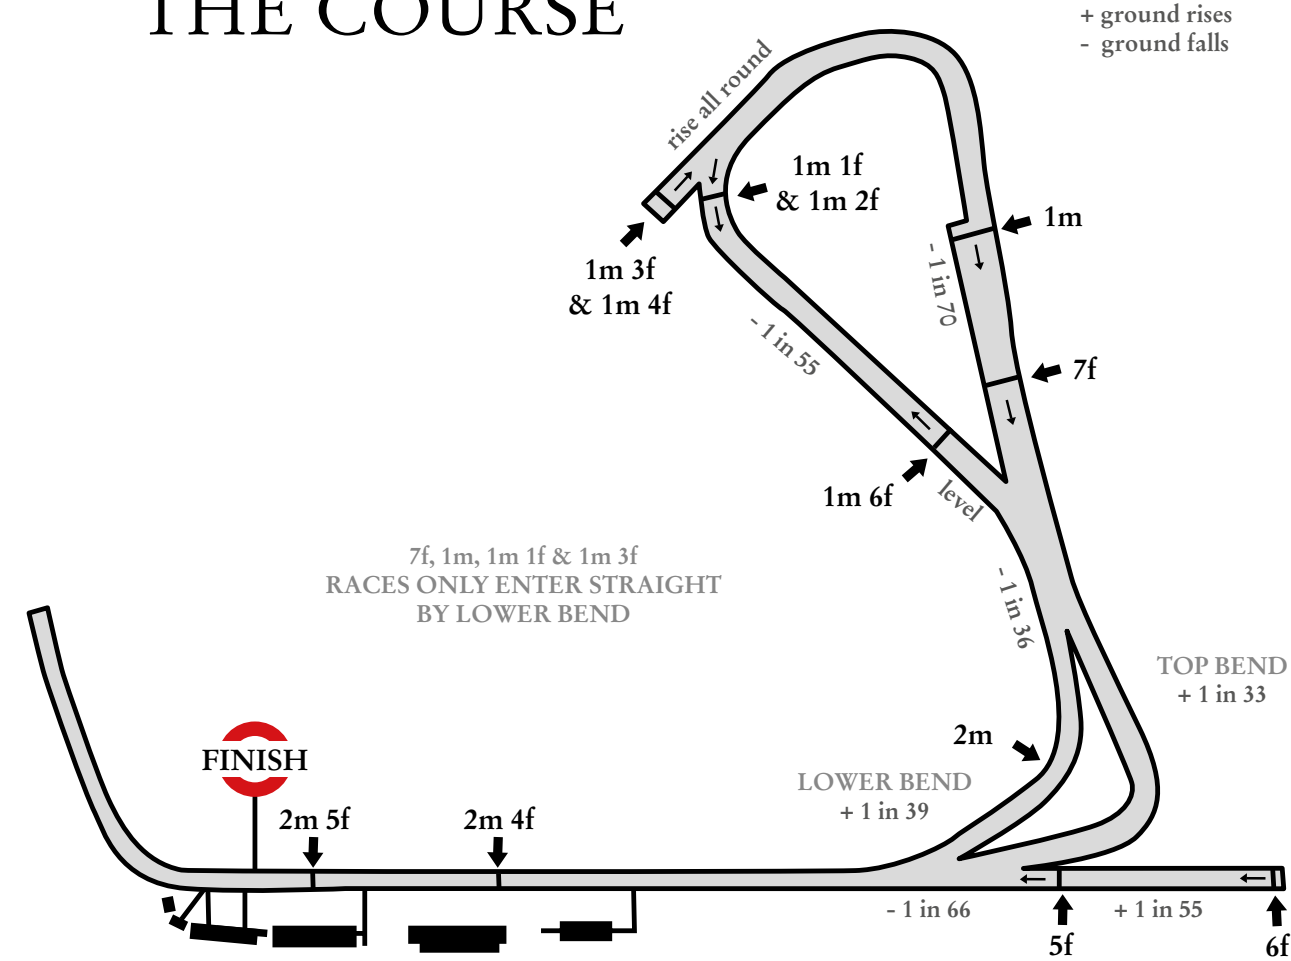 THE COURSE
+ ground rises
- ground falls
rise all round
1m 1f
& 1m 2f
1m
1m 3f
& 1m 4f
- 1 in 70
- 1 in 55
7f
1m 6f
level
7f, 1m, 1m 1f & 1m 3f
RACES ONLY ENTER STRAIGHT
BY LOWER BEND
- 1 in 36
TOP BEND
+ 1 in 33
2m
FINISH
LOWER BEND
+ 1 in 39
2m 5f
2m 4f
- 1 in 66
+ 1 in 55
5f
6f